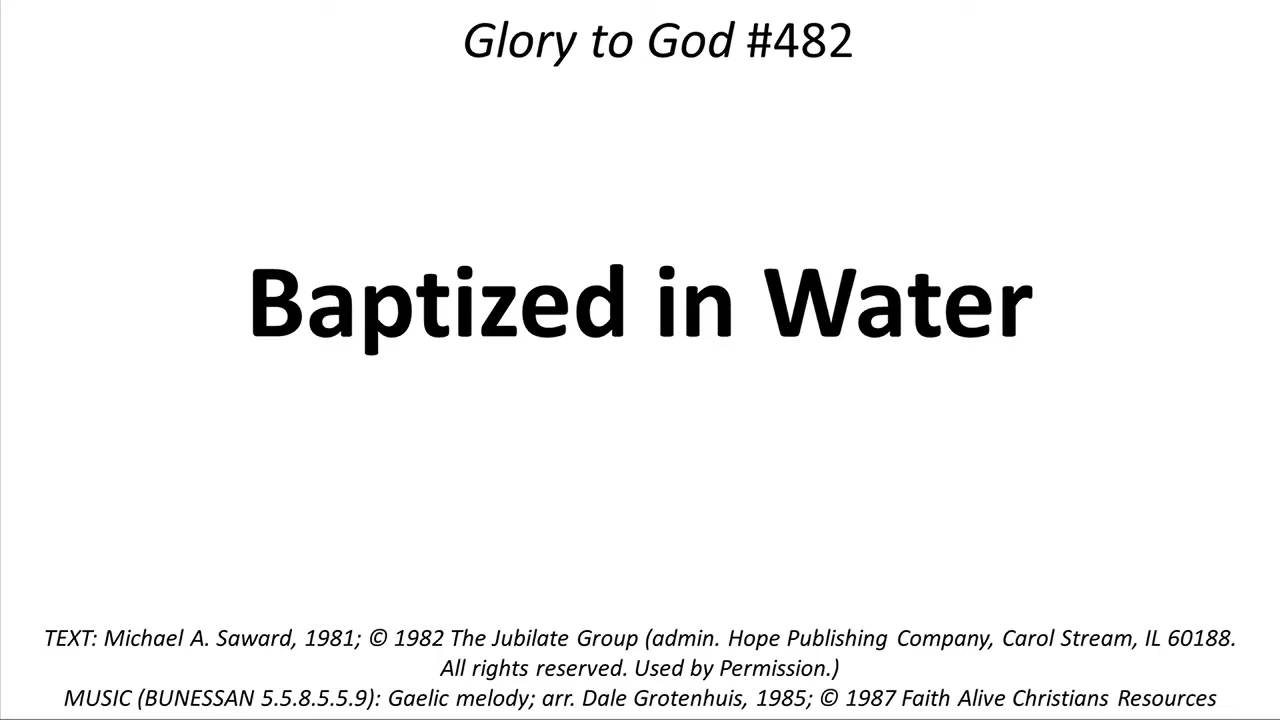 Glory to God #482
Baptized in Water
TEXT: Michael A. Saward, 1981; © 1982 The Jubilate Group (admin. Hope Publishing Company, Carol Stream, IL 60188.
All rights reserved. Used by Permission.)
MUSIC (BUNESSAN 5.5.8.5.5.9): Gaelic melody; arr. Dale Grotenhuis, 1985; © 1987 Faith Alive Christians Resources